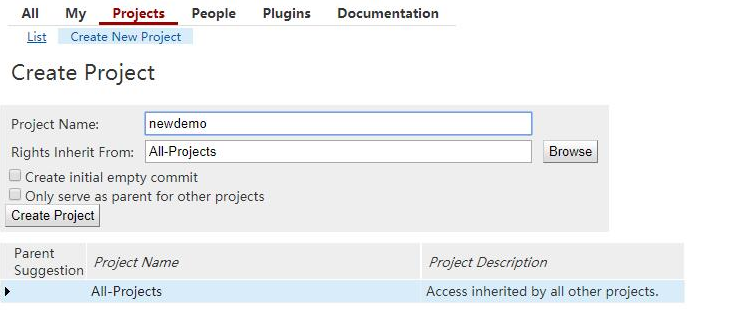 All My Projects People Plugins Documentation
List Create New Project
Create Project
Project Name: newdemo
Rights Inherit From: All-Projects Browse
Create initial empty commit
Only serve as parent for other projects
Create Project
Parent Suggestion Project Name Project Description
All-Projects Access inherited by all other projects.